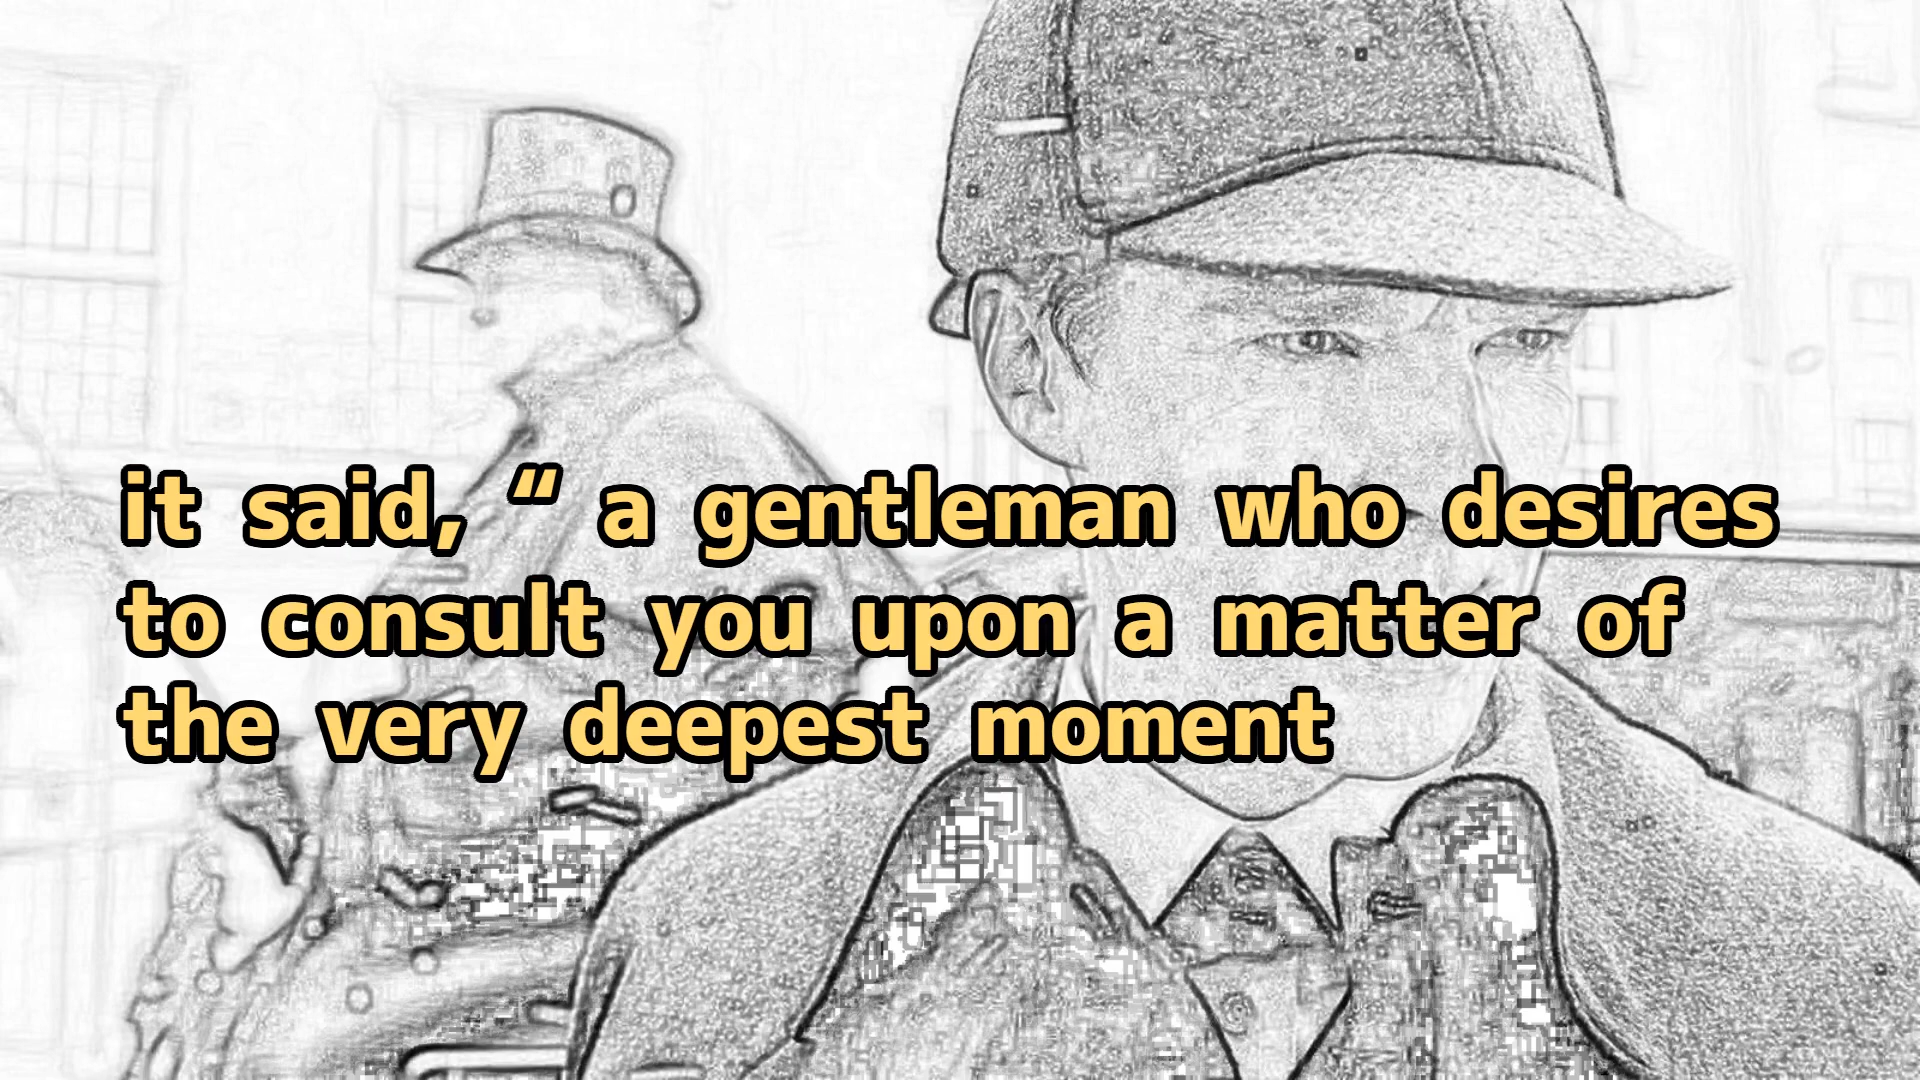 it said, “ a gentleman who desires
to consult you upon a matter of
the very deepest moment